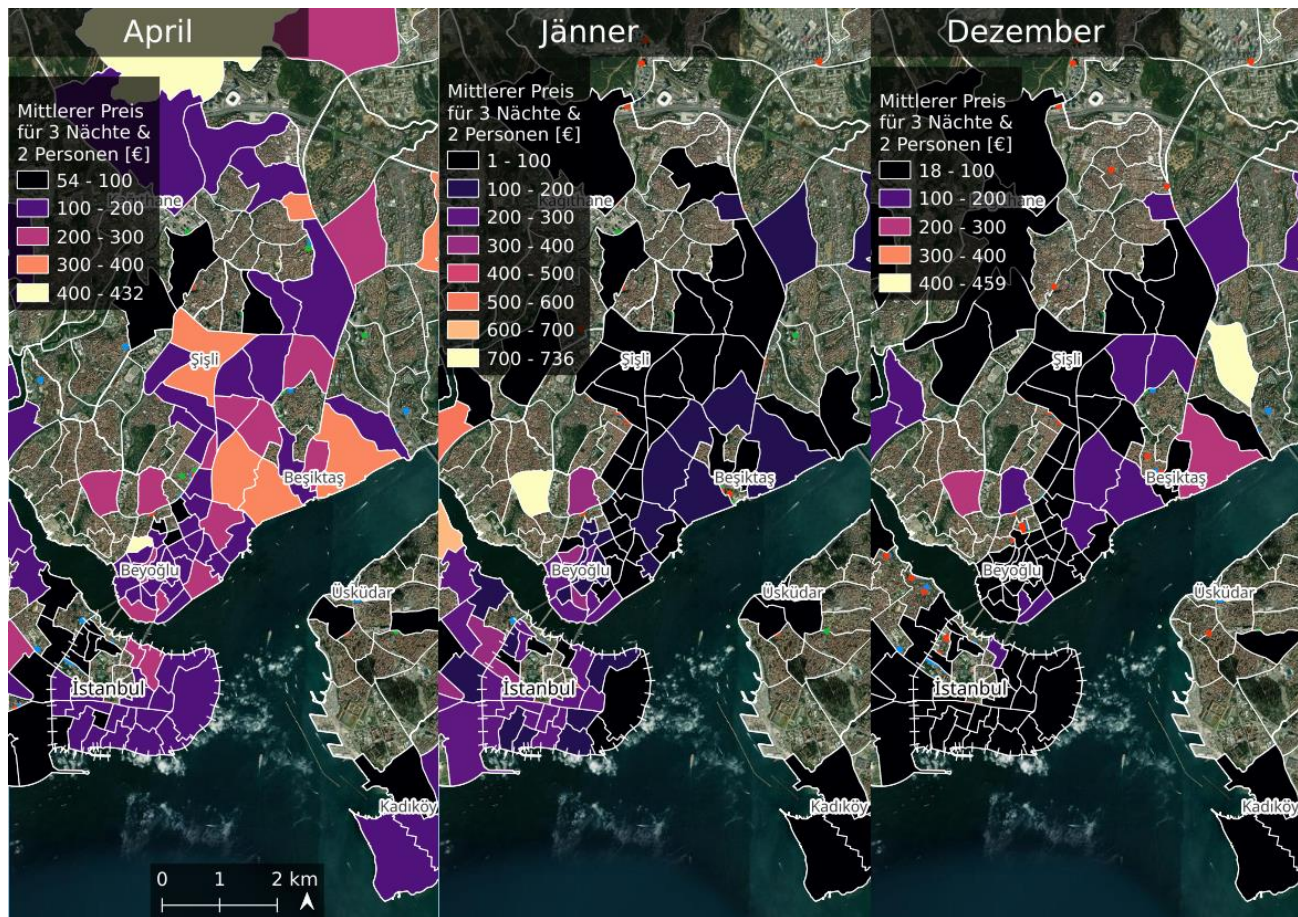 April
Mittlerer Preis
für 3 Nächte &
2 Personen [€]
54 - 100
100 - 200
200 - 300
300 - 400
400 - 432
Şişli
Beşiktaş
Beyoğlu
Üsküdar
İstanbul
Kadıköy
0 1 2 km
Jänner
Mittlerer Preis
für 3 Nächte &
2 Personen [€]
1 - 100
100 - 200
200 - 300
300 - 400
400 - 500
500 - 600
600 - 700
700 - 736
Kağıthane
Şişli
Beşiktaş
Beyoğlu
Üsküdar
İstanbul
Kadıköy
Dezember
Mittlerer Preis
für 3 Nächte &
2 Personen [€]
18 - 100
100 - 200
200 - 300
300 - 400
400 - 459
Şişli
Beşiktaş
Beyoğlu
Üsküdar
İstanbul
Kadıköy